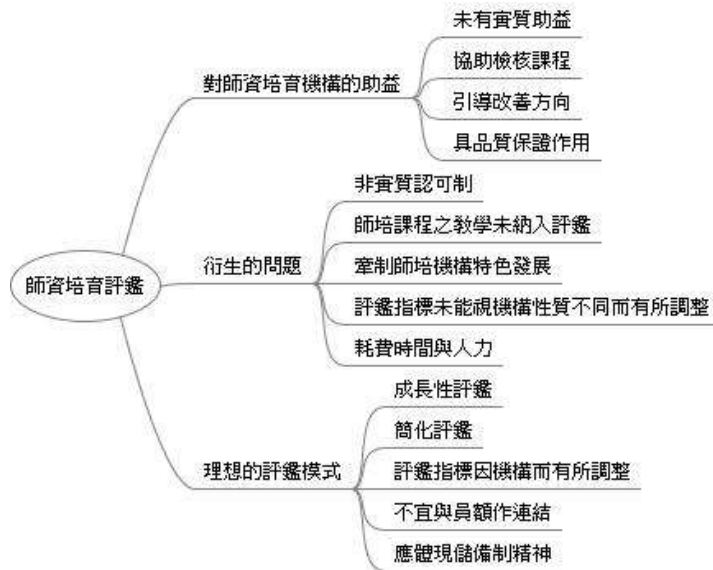 師資培育評鑑
對師資培育機構的助益
未有實質助益
協助檢核課程
引導改善方向
具品質保證作用
衍生的問題
非實質認可制
師培課程之教學未納入評鑑
牽制師培機構特色發展
評鑑指標未能視機構性質不同而有所調整
耗費時間與人力
理想的評鑑模式
成長性評鑑
簡化評鑑
評鑑指標因機構而有所調整
不宜與員額作連結
應體現儲備制精神